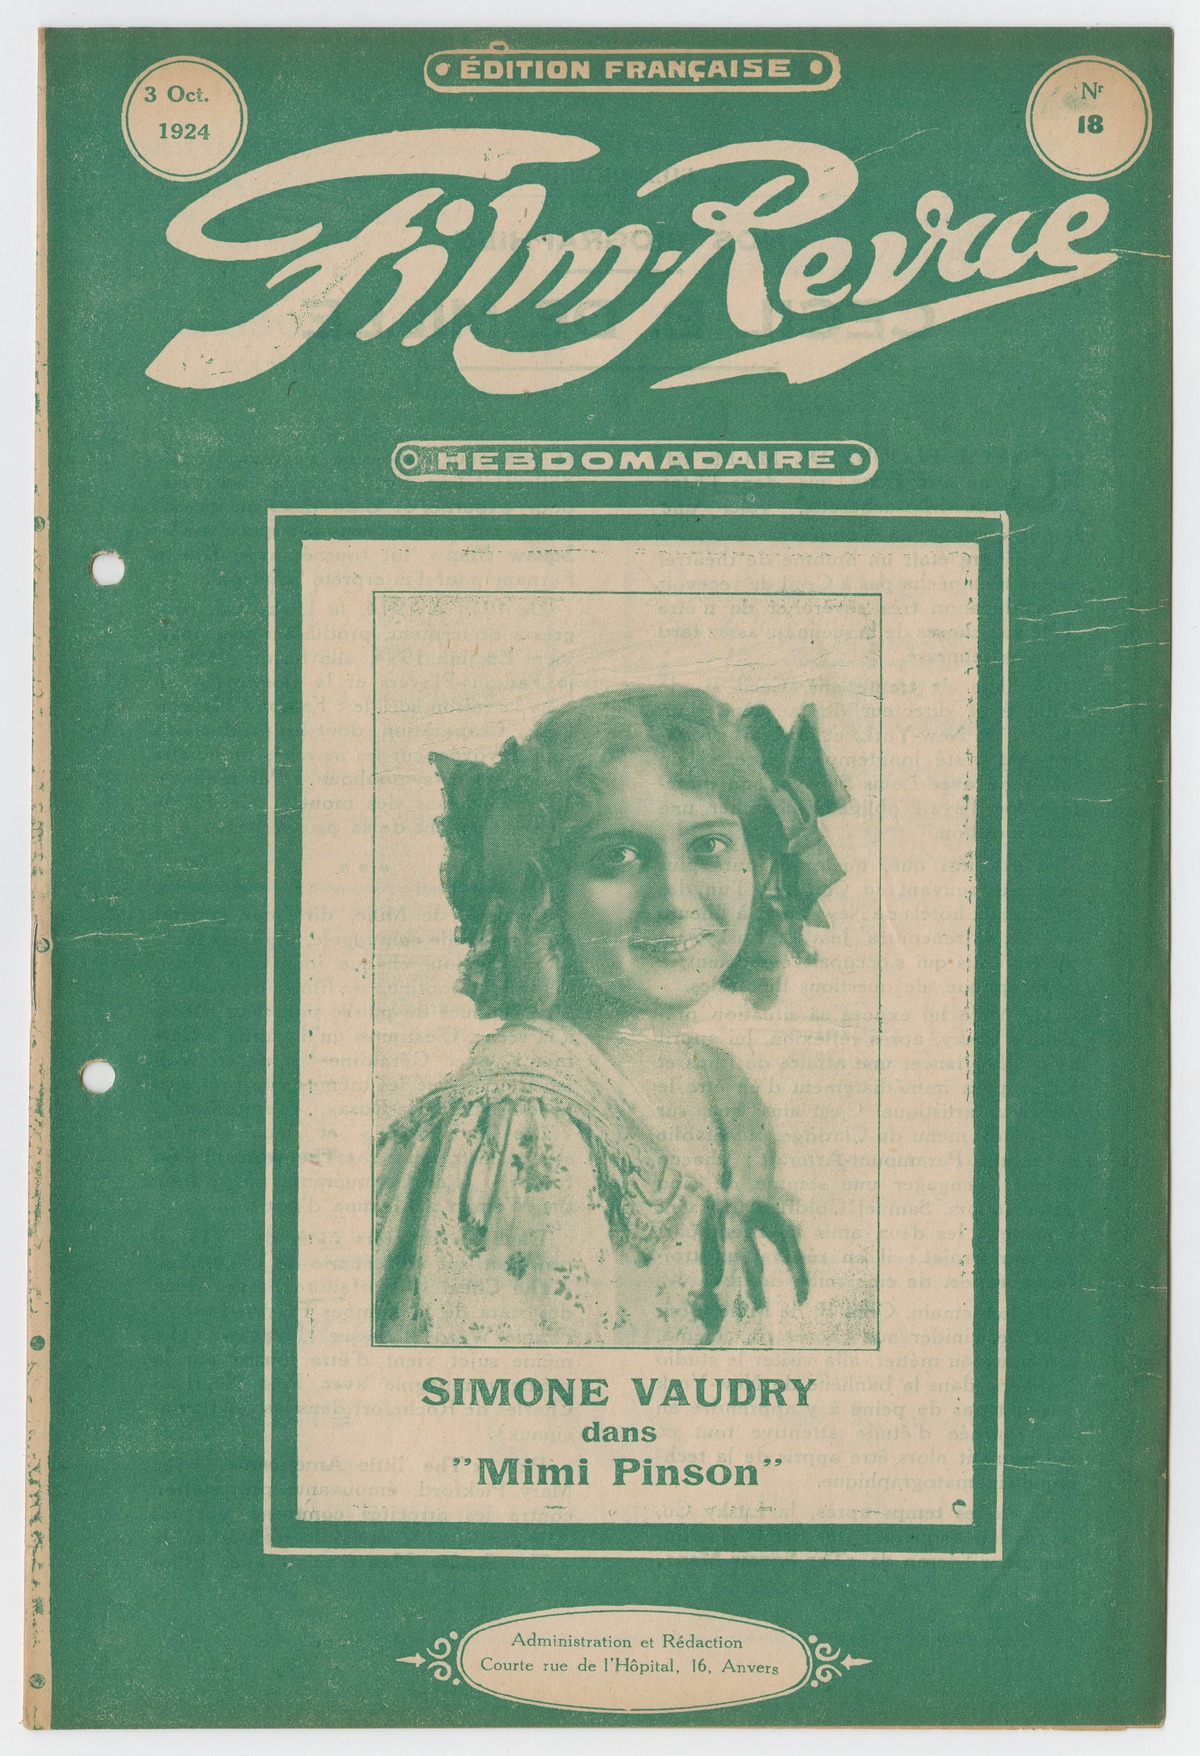 ÉDITION FRANÇAISE
3 Oct.
1924
Nr
18
Film-Revue
HEBDOMADAIRE
SIMONE VAUDRY
dans
”Mimi Pinson”
Administration et Rédaction
Courte rue de l'Hôpital, 16, Anvers